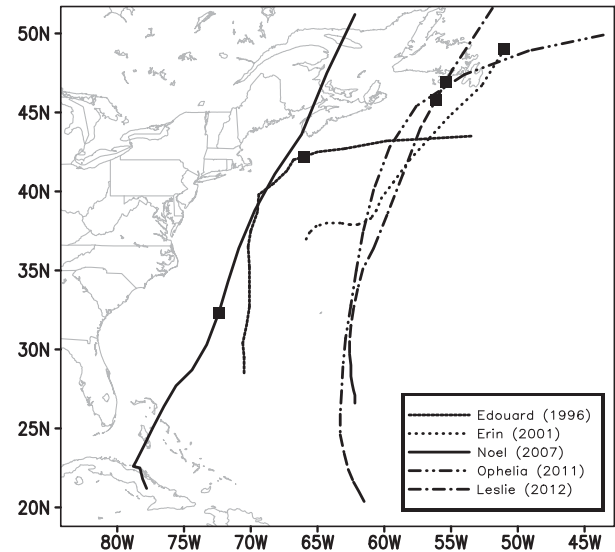 50N
45N
40N
35N
30N
25N
20N
Edouard (1996)
Erin (2001)
Noel (2007)
Ophelia (2011)
Leslie (2012)
80W 75W 70W 65W 60W 55W 50W 45W